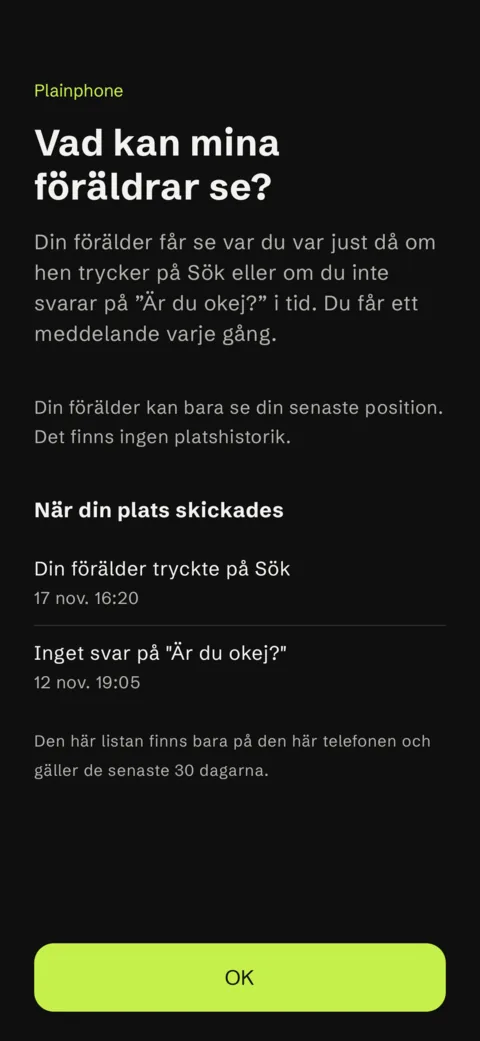 Plainphone
Vad kan mina
föräldrar se?
Din förälder får se var du var just då om
hen trycker på Sök eller om du inte
svarar på ”Är du okej?” i tid. Du får ett
meddelande varje gång.
Din förälder kan bara se din senaste position.
Det finns ingen platshistorik.
När din plats skickades
Din förälder tryckte på Sök
17 nov. 16:20
Inget svar på "Är du okej?"
12 nov. 19:05
Den här listan finns bara på den här telefonen och
gäller de senaste 30 dagarna.
OK